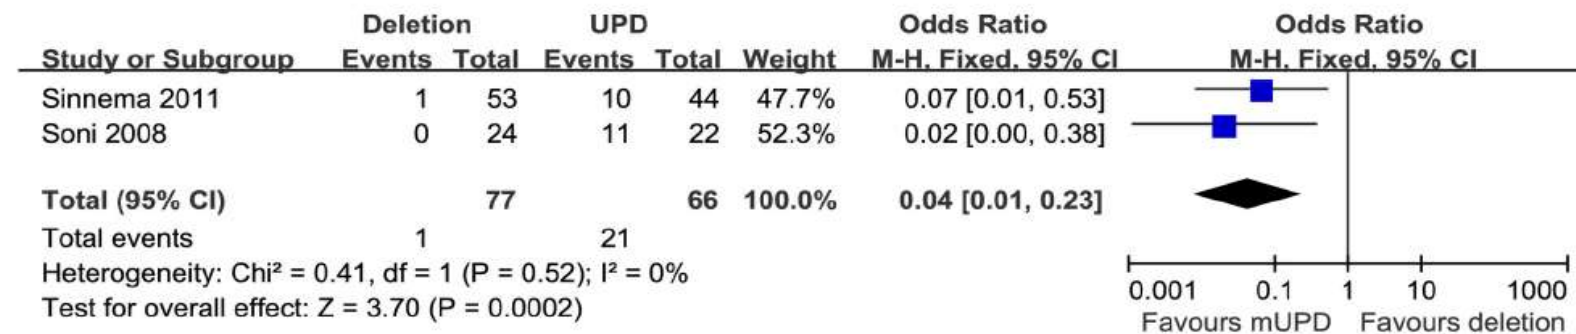 Deletion UPD Odds Ratio Odds Ratio
Study or Subgroup Events Total Events Total Weight M-H, Fixed, 95% CI M-H, Fixed, 95% CI
Sinnema 2011 1 53 10 44 47.7% 0.07 [0.01, 0.53]
Soni 2008 0 24 11 22 52.3% 0.02 [0.00, 0.38]
Total (95% CI) 77 66 100.0% 0.04 [0.01, 0.23]
Total events 1 21
Heterogeneity: Chi² = 0.41, df = 1 (P = 0.52); I² = 0%
Test for overall effect: Z = 3.70 (P = 0.0002)
0.001 0.1 1 10 1000
Favours mUPD Favours deletion